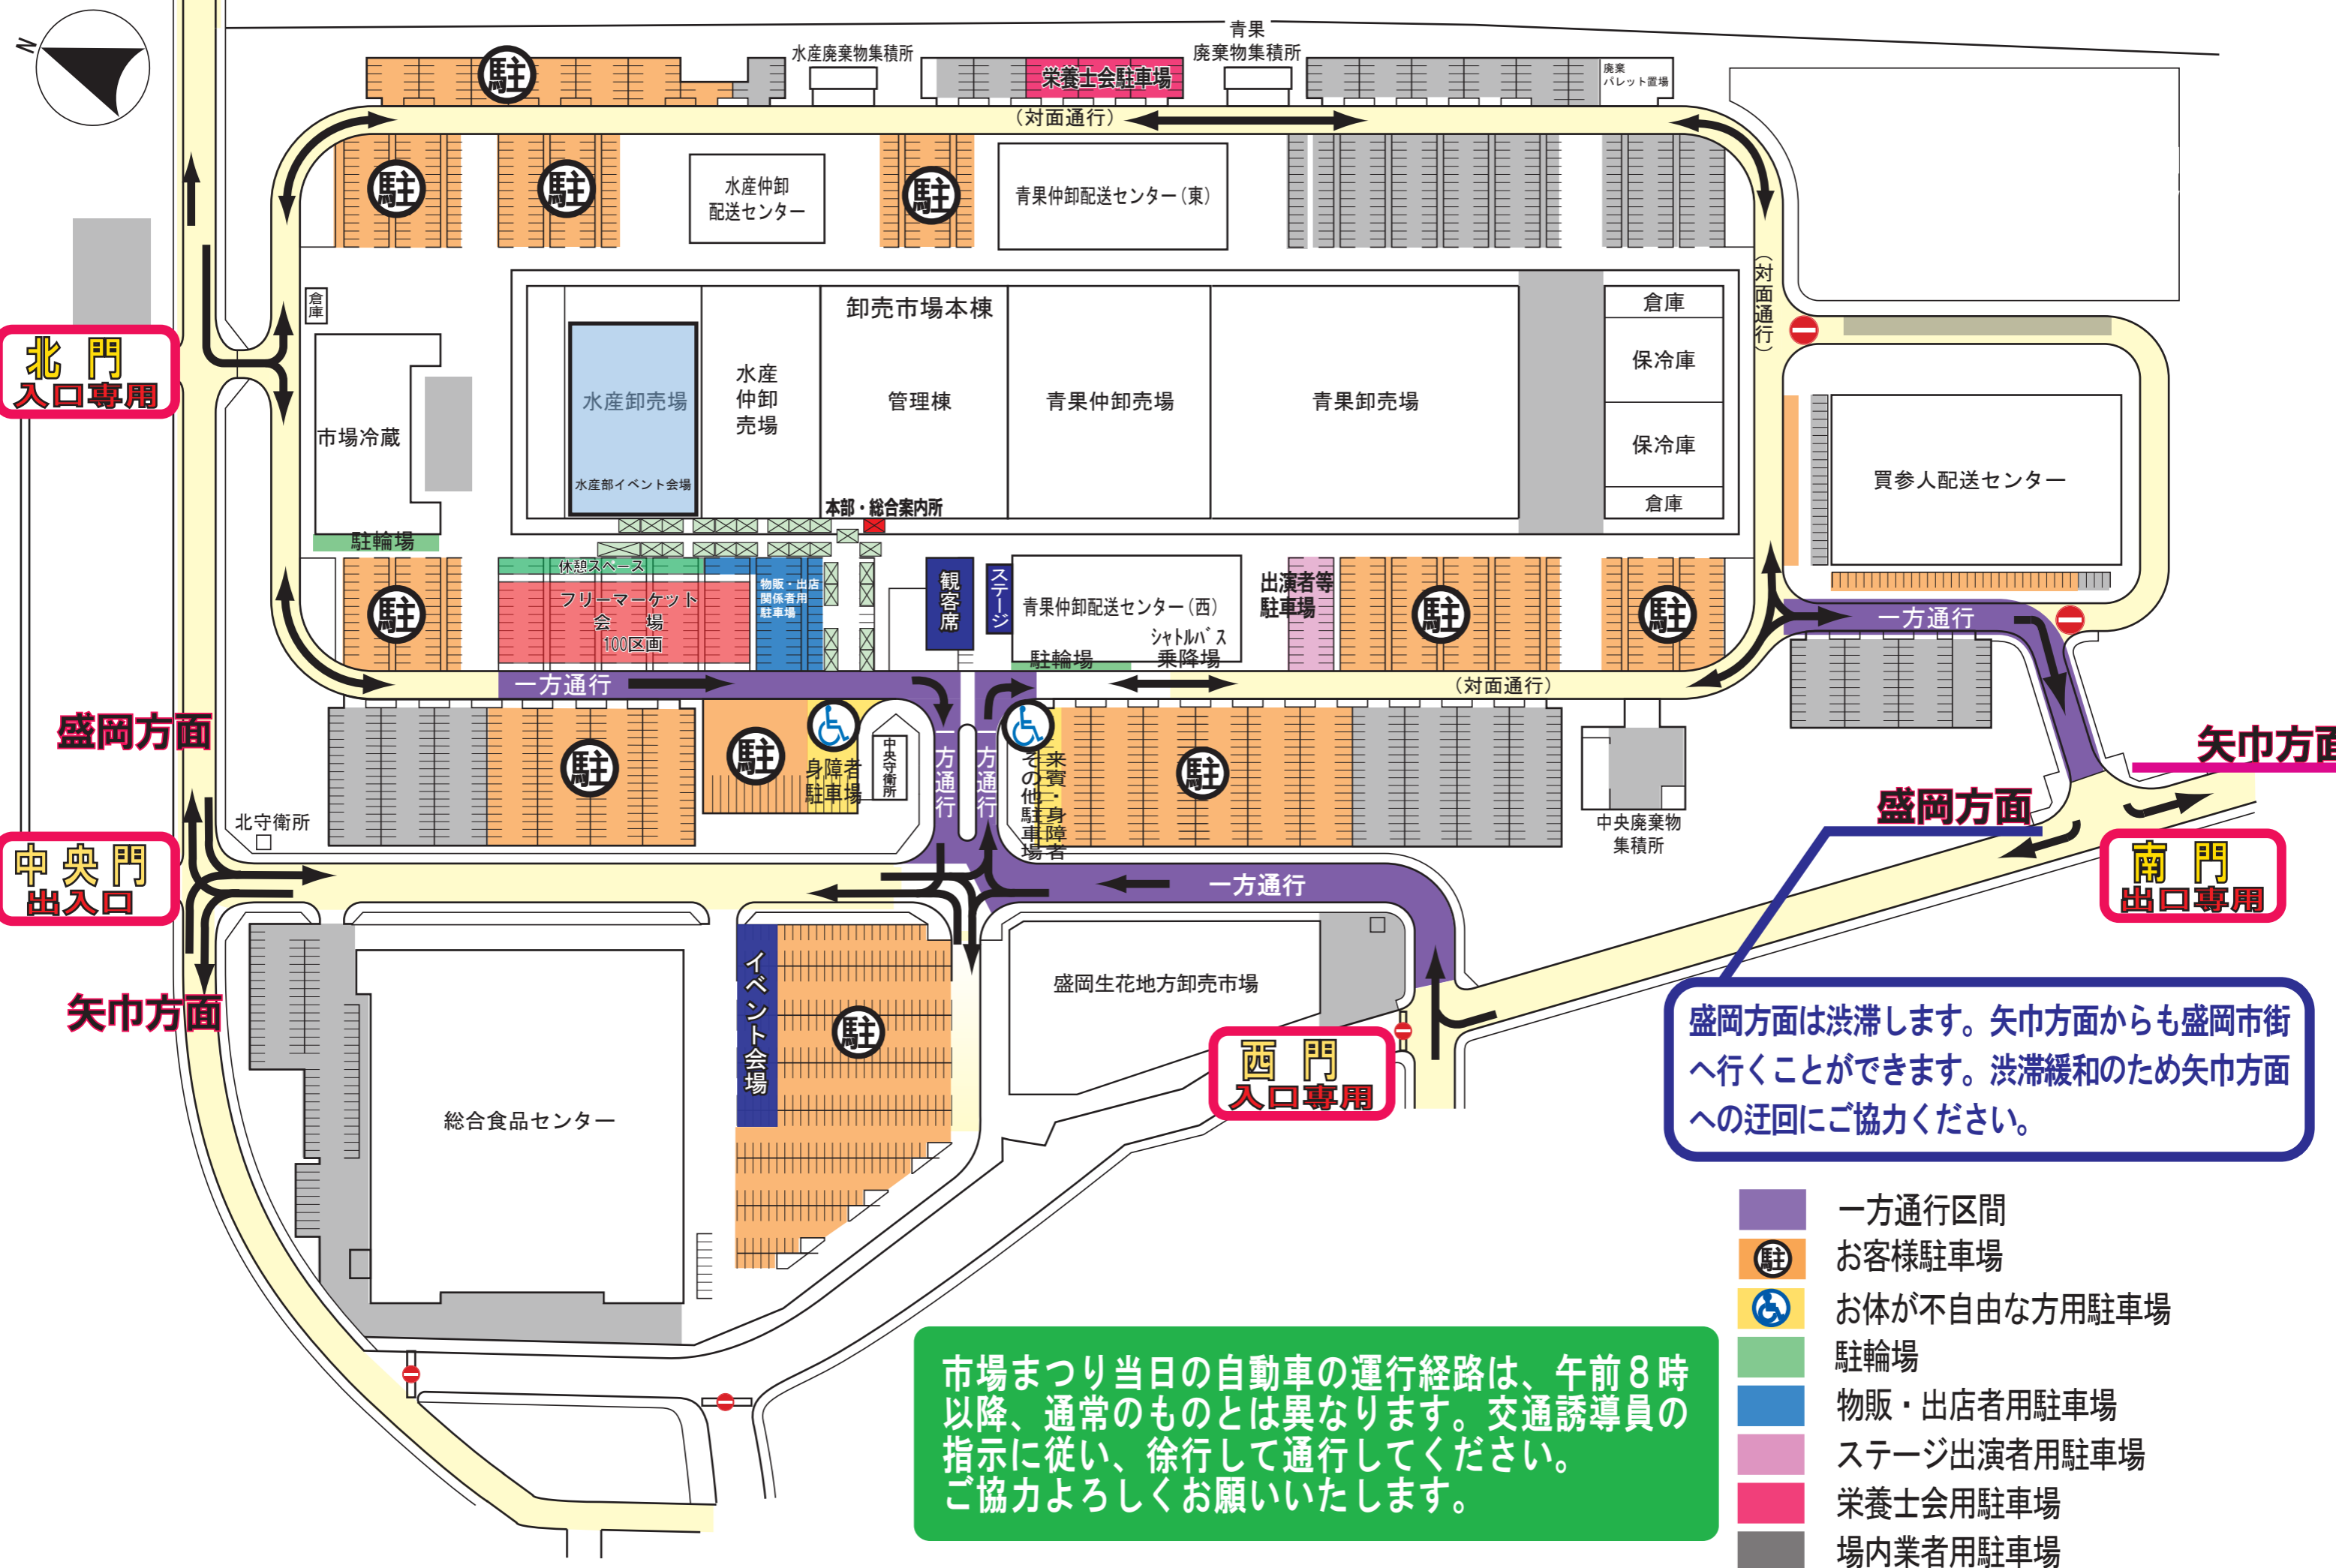 N
青果
水産廃棄物集積所
廃棄物集積所
駐
栄養士会駐車場
廃棄
パレット置場
(対面通行)
駐
駐
水産仲卸
配送センター
駐
青果仲卸配送センター(東)
(対面通行)
倉庫
卸売市場本棟
倉庫
北門
入口専用
水産卸売場
水産
仲卸
売場
管理棟
青果仲卸売場
青果卸売場
保冷庫
保冷庫
市場冷蔵
水産部イベント会場
本部・総合案内所
倉庫
買参人配送センター
駐輪場
休憩スペース
駐
フリーマーケット
会場
100区画
物販・出店
関係者用
駐車場
観客席
ステージ
青果仲卸配送センター(西)
シャトルバス
乗降場
駐輪場
出演者等
駐車場
駐
駐
一方通行
一方通行
(対面通行)
盛岡方面
駐
駐
身障者
駐車場
中央守衛所
一方通行
一方通行
来賓・身障者
その他駐車場
駐
中央廃棄物
集積所
矢巾方面
盛岡方面
北守衛所
中央門
出入口
南門
出口専用
一方通行
矢巾方面
イベント会場
駐
盛岡生花地方卸売市場
西門
入口専用
総合食品センター
盛岡方面は渋滞します。矢巾方面からも盛岡市街
へ行くことができます。渋滞緩和のため矢巾方面
への迂回にご協力ください。
市場まつり当日の自動車の運行経路は、午前8時
以降、通常のものとは異なります。交通誘導員の
指示に従い、徐行して通行してください。
ご協力よろしくお願いいたします。
一方通行区間
駐 お客様駐車場
お体が不自由な方用駐車場
駐輪場
物販・出店者用駐車場
ステージ出演者用駐車場
栄養士会用駐車場
場内業者用駐車場